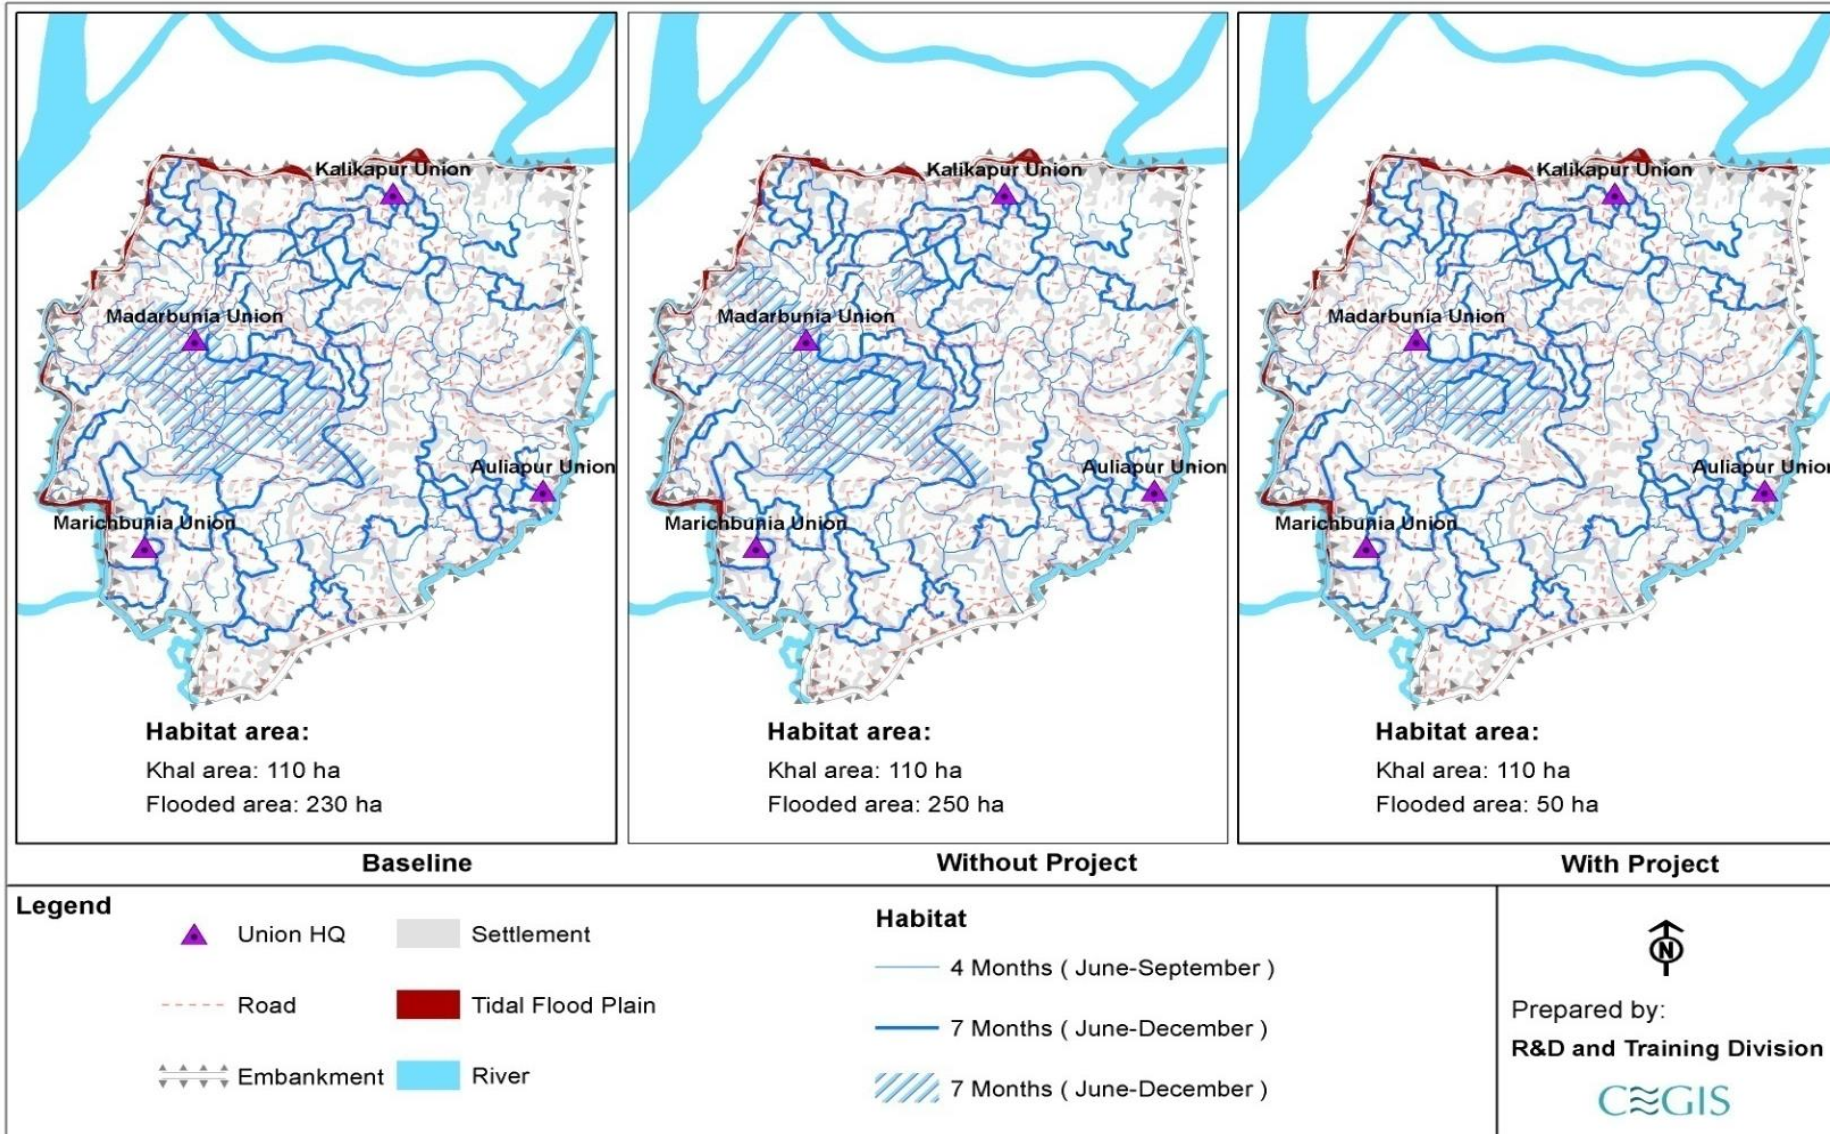 Kalikapur Union
Madarbunia Union
Auliapur Union
Marichbunia Union
Habitat area:
Khal area: 110 ha
Flooded area: 230 ha
Baseline
Kalikapur Union
Madarbunia Union
Auliapur Union
Marichbunia Union
Habitat area:
Khal area: 110 ha
Flooded area: 250 ha
Without Project
Kalikapur Union
Madarbunia Union
Auliapur Union
Marichbunia Union
Habitat area:
Khal area: 110 ha
Flooded area: 50 ha
With Project
Legend
Union HQ
Road
Embankment
Settlement
Tidal Flood Plain
River
Habitat
4 Months ( June-September )
7 Months ( June-December )
7 Months ( June-December )
N
Prepared by:
R&D and Training Division
CEGIS